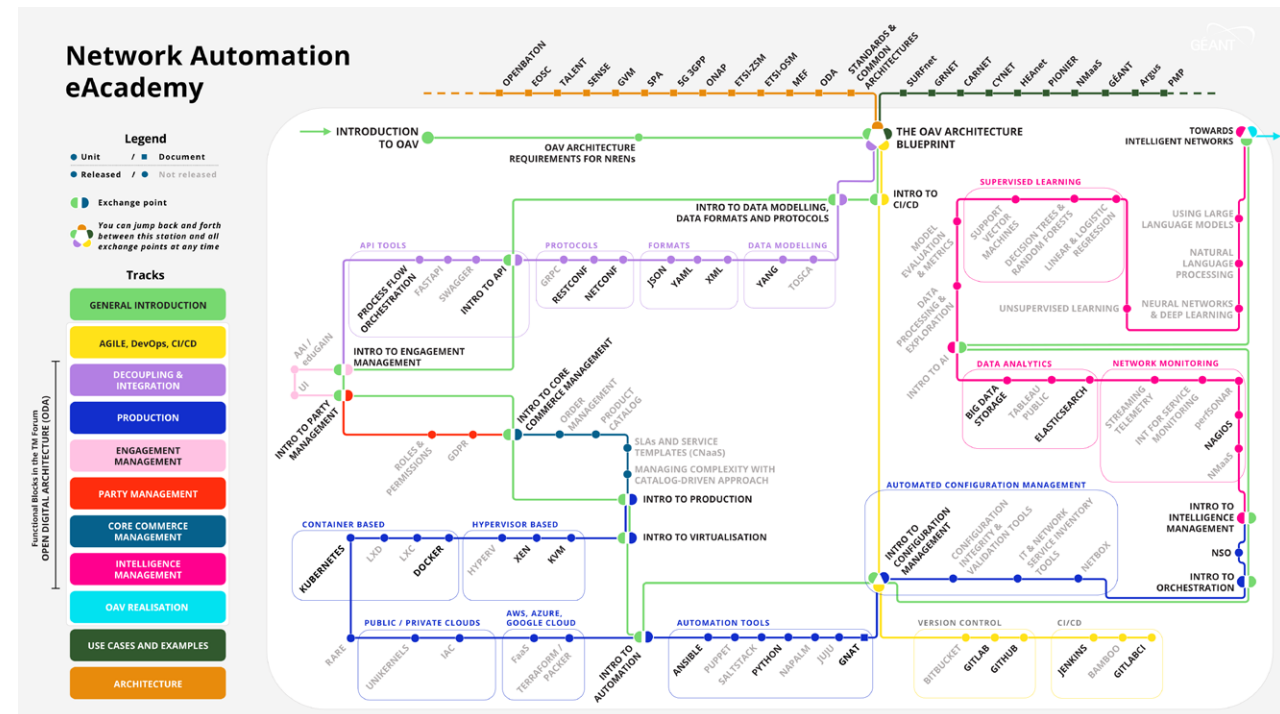 Network Automation
eAcademy
GÉANT
OPENBATON
EOSC
TALENT
SENSE
GVM
SPA
5G 3GPP
ONAP
ETSI-ZSM
ETSI-OSM
MEF
ODA
STANDARDS &
COMMON
ARCHITECTURES
SURFnet
GRNET
CARNET
CYNET
HEAnet
PIONIER
NMaaS
GÉANT
Argus
PMP
Legend
Unit / Document
Released / Not released
Exchange point
You can jump back and forth
between this station and all
exchange points at any time
Tracks
GENERAL INTRODUCTION
AGILE, DevOps, CI/CD
DECOUPLING &
INTEGRATION
PRODUCTION
ENGAGEMENT
MANAGEMENT
PARTY MANAGEMENT
CORE COMMERCE
MANAGEMENT
INTELLIGENCE
MANAGEMENT
OAV REALISATION
USE CASES AND EXAMPLES
ARCHITECTURE
Functional Blocks in the TM Forum
OPEN DIGITAL ARCHITECTURE (ODA)
INTRODUCTION
TO OAV
OAV ARCHITECTURE
REQUIREMENTS FOR NRENs
THE OAV ARCHITECTURE
BLUEPRINT
TOWARDS
INTELLIGENT NETWORKS
INTRO TO DATA MODELLING,
DATA FORMATS AND PROTOCOLS
INTRO TO
CI/CD
API TOOLS
PROCESS FLOW
ORCHESTRATION
FASTAPI
SWAGGER
INTRO TO API
PROTOCOLS
GRPC
RESTCONF
NETCONF
FORMATS
JSON
YAML
XML
DATA MODELLING
YANG
TOSCA
SUPERVISED LEARNING
MODEL
EVALUATION
& METRICS
SUPPORT
VECTOR
MACHINES
DECISION TREES &
RANDOM FORESTS
LINEAR & LOGISTIC
REGRESSION
USING LARGE
LANGUAGE MODELS
NATURAL
LANGUAGE
PROCESSING
NEURAL NETWORKS
& DEEP LEARNING
UNSUPERVISED LEARNING
DATA
PROCESSING &
EXPLORATION
INTRO TO AI
AAI /
eduGAIN
UI
INTRO TO ENGAGEMENT
MANAGEMENT
INTRO TO PARTY
MANAGEMENT
ROLES &
PERMISSIONS
GDPR
INTRO TO CORE
COMMERCE MANAGEMENT
ORDER
MANAGEMENT
PRODUCT
CATALOG
SLAs AND SERVICE
TEMPLATES (CNaaS)
MANAGING COMPLEXITY WITH
CATALOG-DRIVEN APPROACH
INTRO TO PRODUCTION
INTRO TO VIRTUALISATION
DATA ANALYTICS
BIG DATA
STORAGE
TABLEAU
PUBLIC
ELASTICSEARCH
NETWORK MONITORING
STREAMING
TELEMETRY
INT FOR SERVICE
MONITORING
perfSONAR
NAGIOS
NMaaS
INTRO TO
INTELLIGENCE
MANAGEMENT
NSO
INTRO TO
ORCHESTRATION
AUTOMATED CONFIGURATION MANAGEMENT
INTRO TO
CONFIGURATION
MANAGEMENT
CONFIGURATION
INTEGRITY &
VALIDATION TOOLS
IT & NETWORK
SERVICE INVENTORY
TOOLS
NETBOX
CONTAINER BASED
KUBERNETES
LXD
LXC
DOCKER
HYPERVISOR BASED
HYPERV
XEN
KVM
RARE
PUBLIC / PRIVATE CLOUDS
UNIKERNELS
IAC
AWS, AZURE,
GOOGLE CLOUD
FaaS
TERRAFORM /
PACKER
INTRO TO
AUTOMATION
AUTOMATION TOOLS
ANSIBLE
PUPPET
SALTSTACK
PYTHON
NAPALM
JUJU
GNAT
VERSION CONTROL
BITBUCKET
GITLAB
GITHUB
CI/CD
JENKINS
BAMBOO
GITLABCI